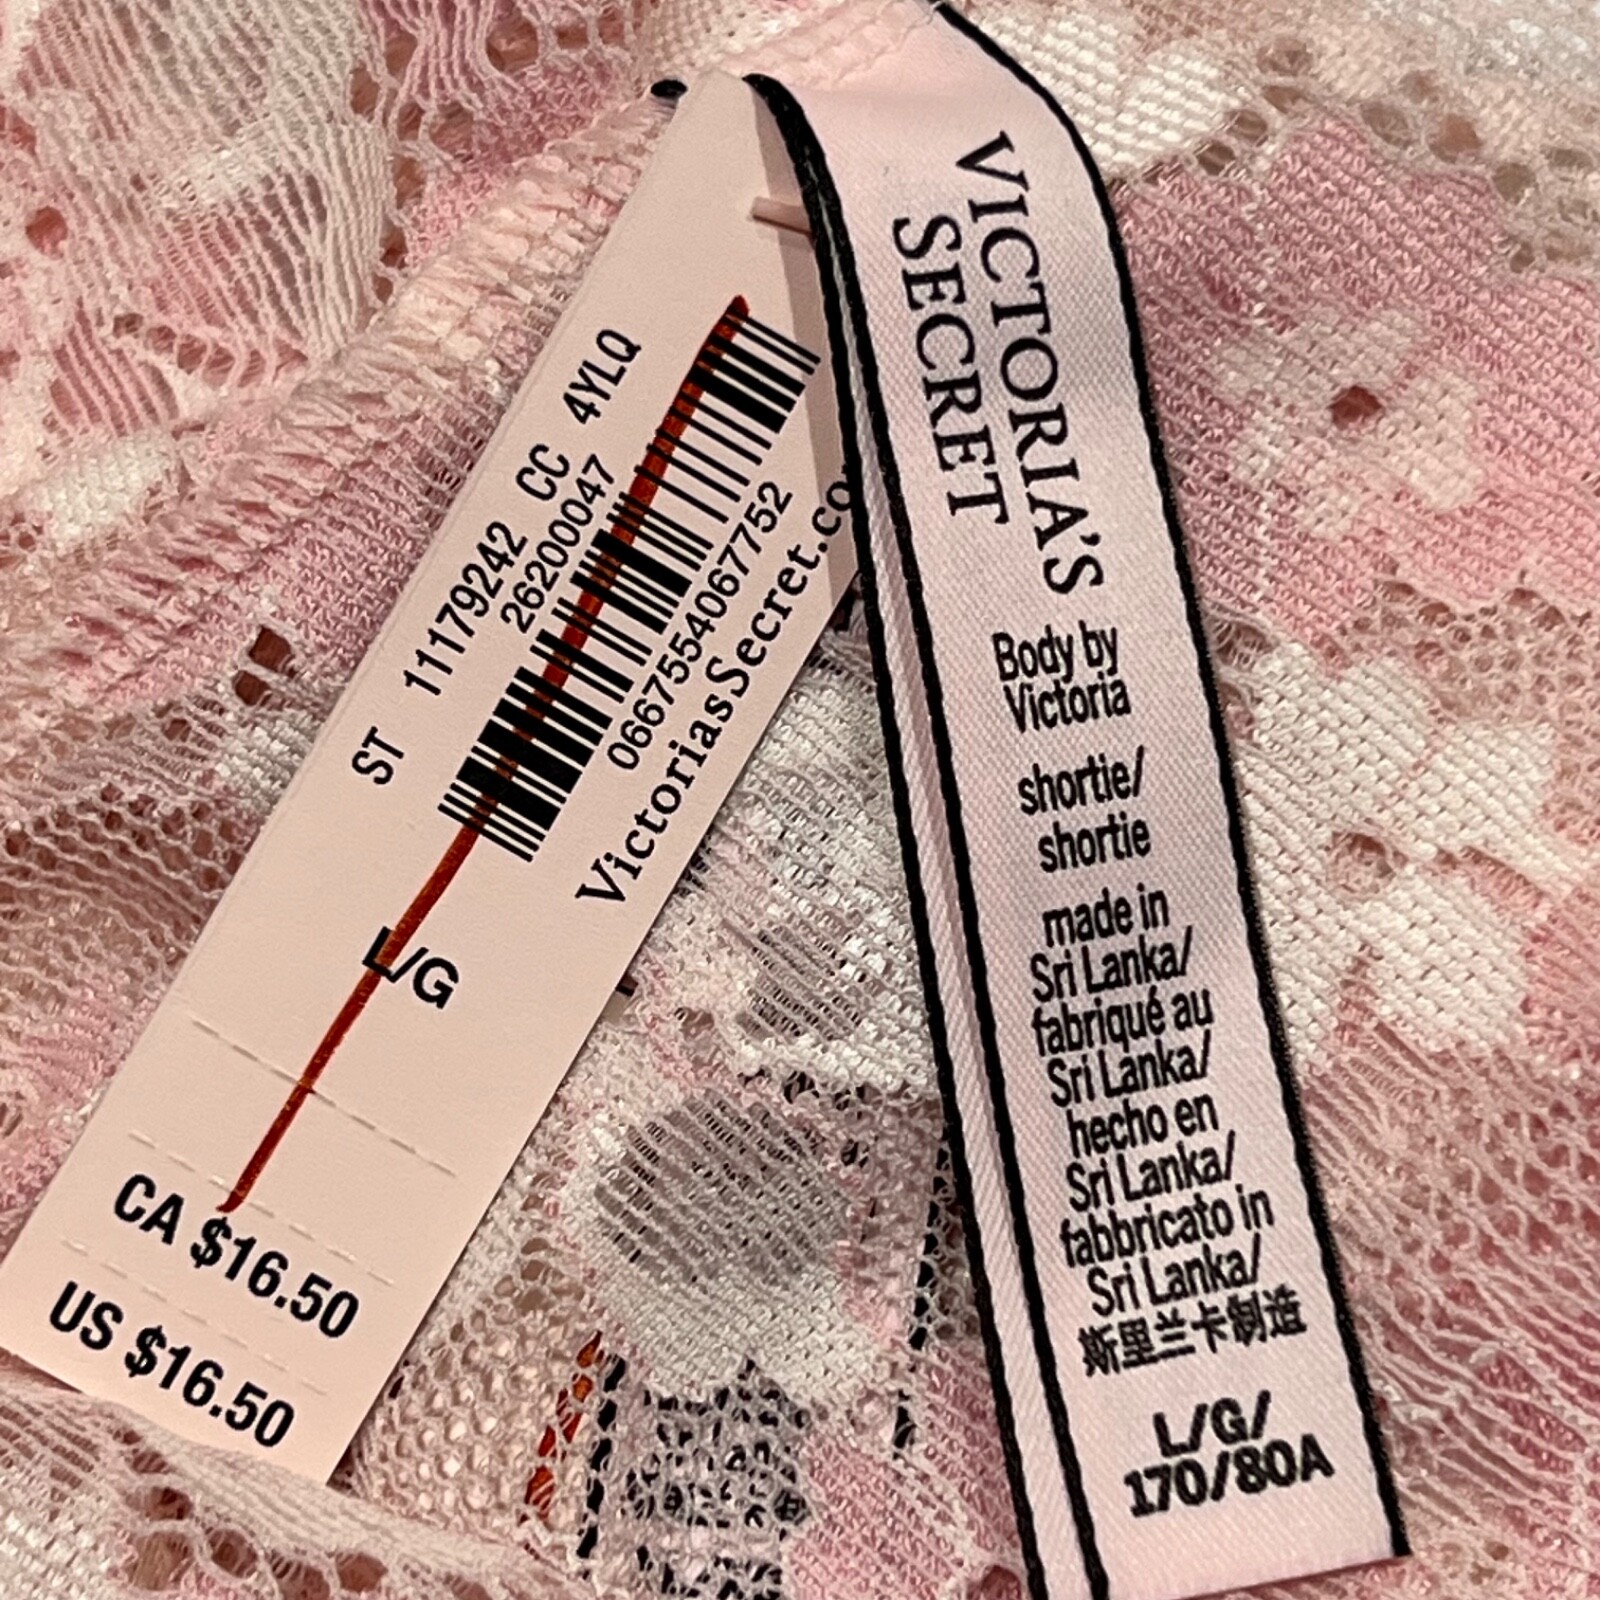 ST 11179242 CC 4YLQ
26200047
0667554067752
VictoriasSecret.co
L/G
CA $16.50
US $16.50
VICTORIA'S
SECRET
Body by
Victoria
shortie/
shortie
made in
Sri Lanka/
fabriqué au
Sri Lanka/
hecho en
Sri Lanka/
fabbricato in
Sri Lanka/
斯里兰卡制造
L/G/
170/80A